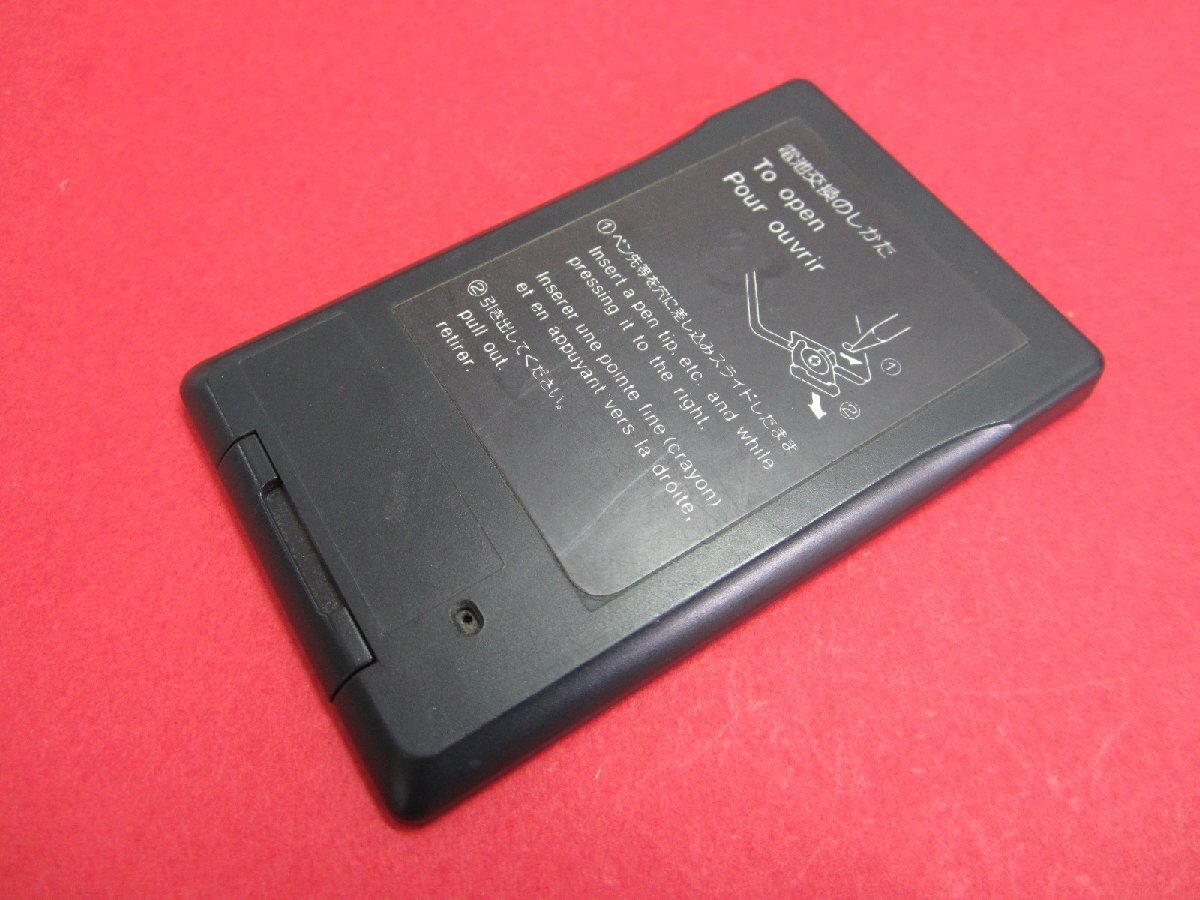 電池交換のしかた
To open
Pour ouvrir
①
②
①ペン先等を穴に差し込みスライドしたまま
Insert a pen tip etc. and while
pressing it to the right,
Inserer une pointe fine (crayon)
et en appuyant vers la droite,
②引き出してください。
pull out.
retirer.